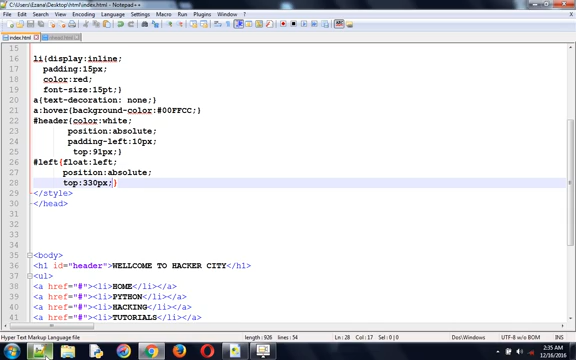 C:\Users\Ezana\Desktop\html\index.html - Notepad++
File Edit Search View Encoding Language Settings Macro Run Plugins Window ?
index.html
15
16 li{display:inline;
17 padding:15px;
18 color:red;
19 font-size:15pt;}
20 a{text-decoration: none;}
21 a:hover{background-color:#00FFCC;}
22 #header{color:white;
23 position:absolute;
24 padding-left:10px;
25 top:91px;}
26 #left{float:left;
27 position:absolute;
28 top:330px;}
29 </style>
30 </head>
31
32
33
34
35 <body>
36 <h1 id="header">WELLCOME TO HACKER CITY</h1>
37 <ul>
38 <a href="#"><li>HOME</li></a>
39 <a href="#"><li>PYTHON</li></a>
40 <a href="#"><li>HACKING</li></a>
41 <a href="#"><li>TUTORIALS</li></a>
Hyper Text Markup Language file length : 926 lines : 54 Ln : 28 Col : 17 Sel : 0 | 0 Dos\Windows UTF-8 w/o BOM INS
2:35 AM
12/16/2016